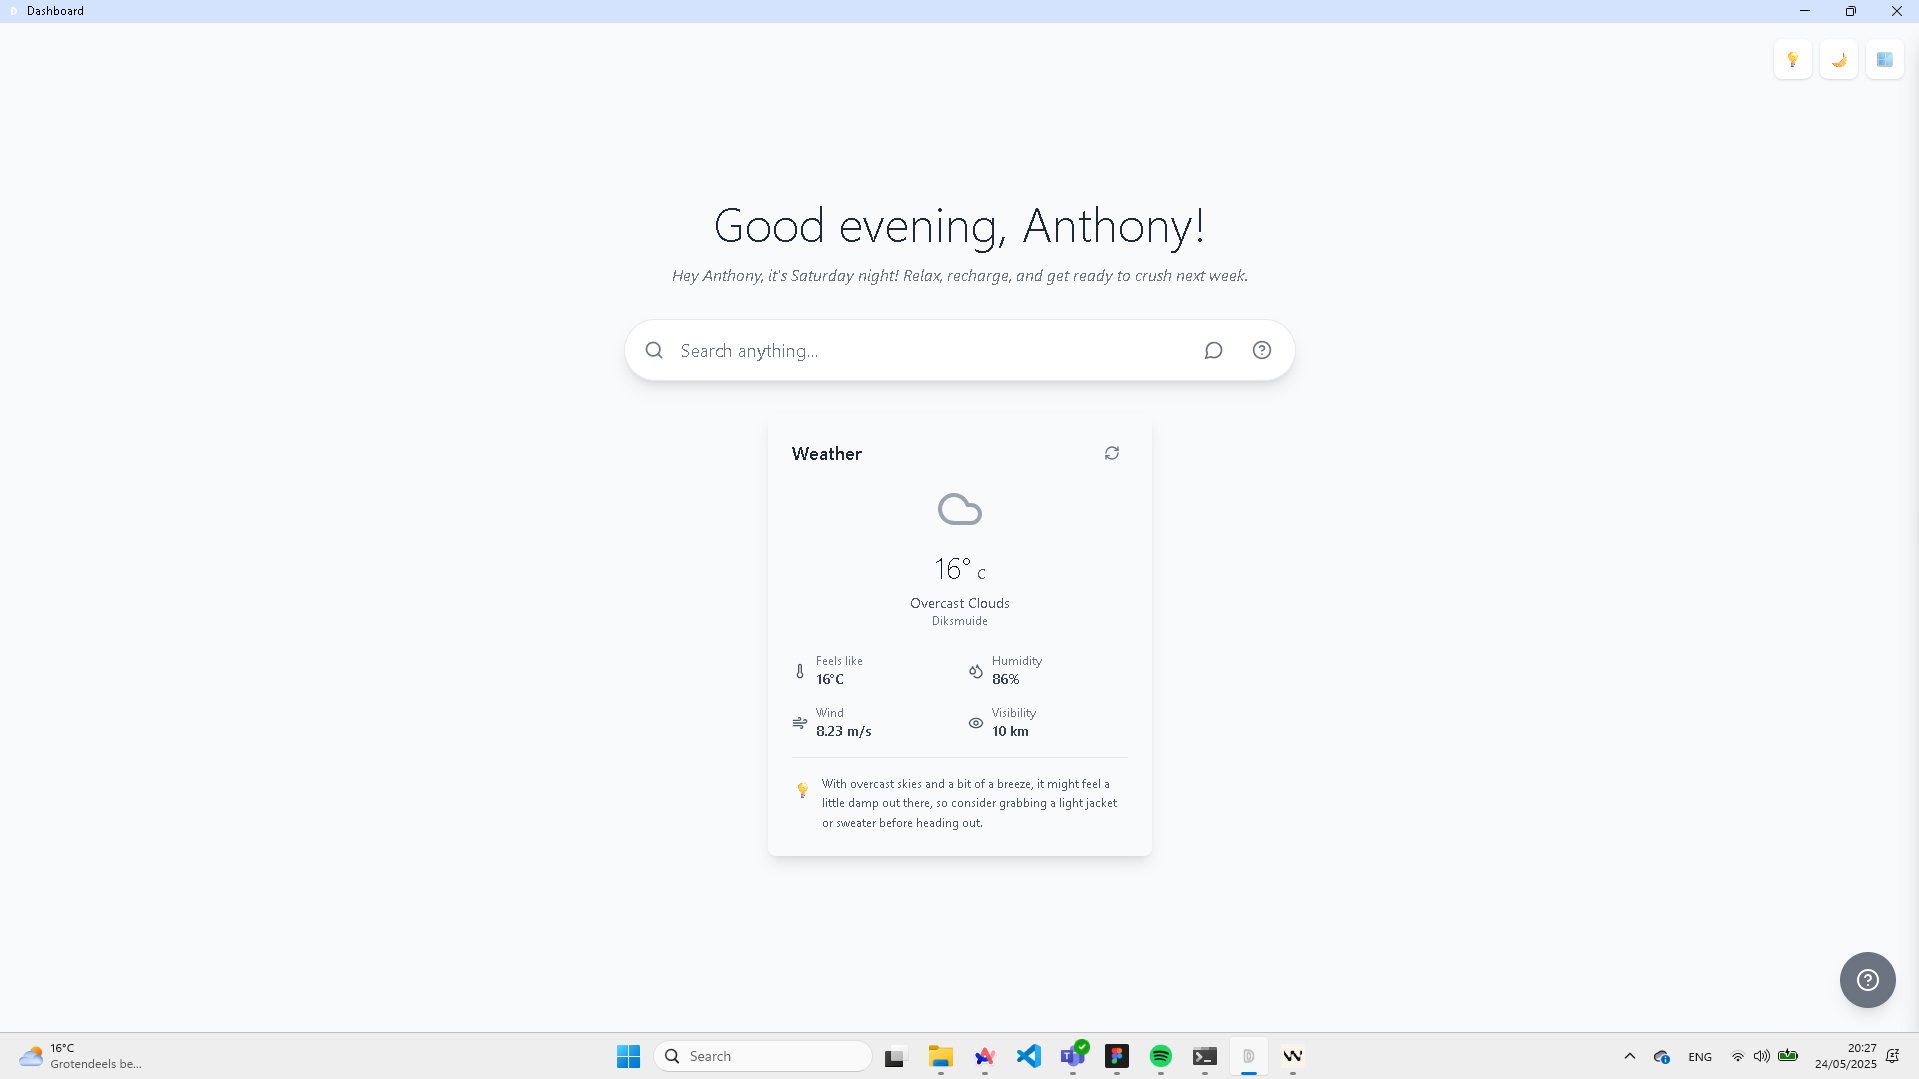 Dashboard
Good evening, Anthony!
Hey Anthony, it's Saturday night! Relax, recharge, and get ready to crush next week.
Search anything...
Weather
16° C
Overcast Clouds
Diksmuide
Feels like
16°C
Humidity
86%
Wind
8.23 m/s
Visibility
10 km
With overcast skies and a bit of a breeze, it might feel a
little damp out there, so consider grabbing a light jacket
or sweater before heading out.
16°C
Grotendeels be...
Search
ENG
20:27
24/05/2025